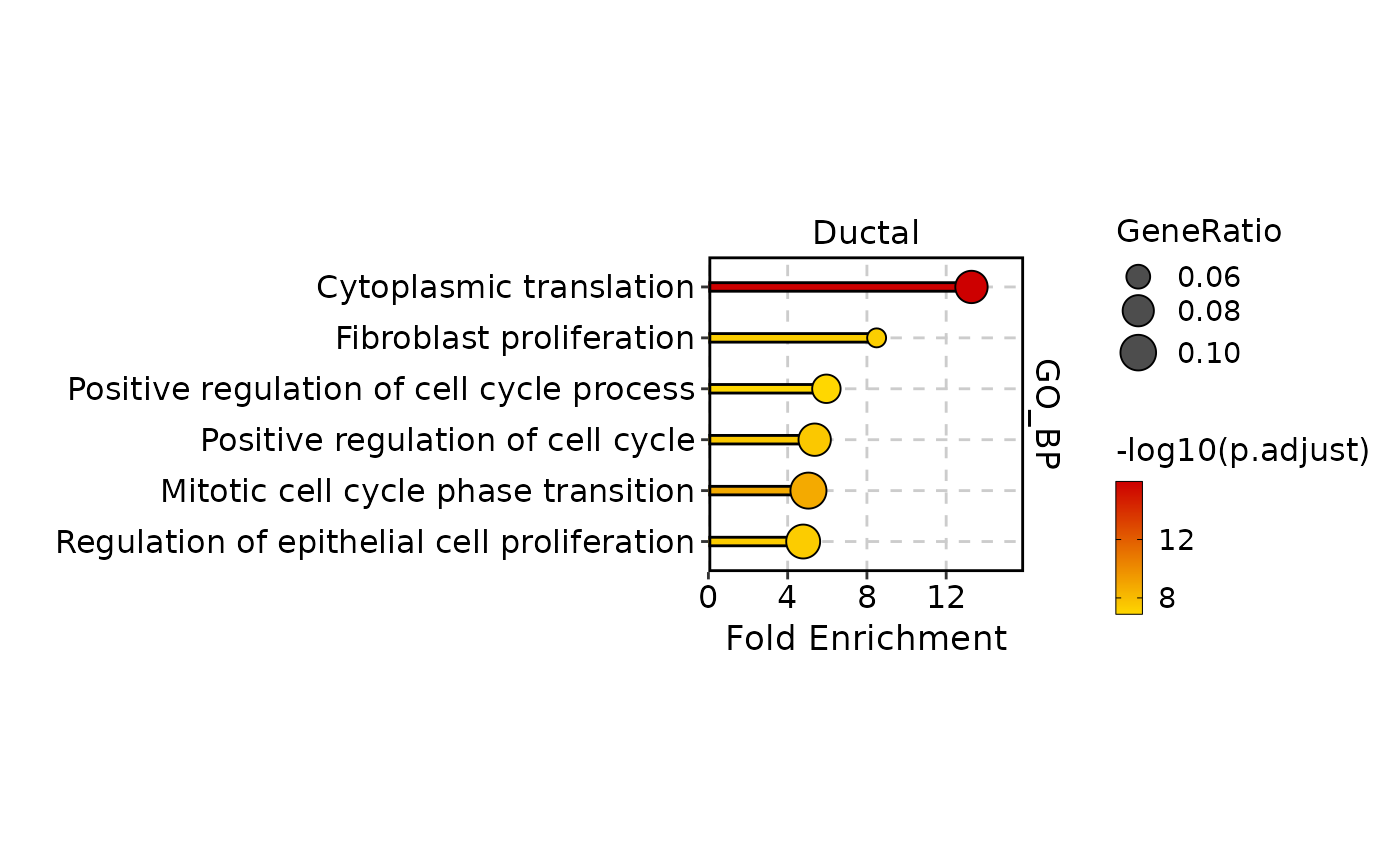 Ductal
Cytoplasmic translation
Fibroblast proliferation
Positive regulation of cell cycle process
Positive regulation of cell cycle
Mitotic cell cycle phase transition
Regulation of epithelial cell proliferation
0 4 8 12
Fold Enrichment
GO_BP
GeneRatio
0.06
0.08
0.10
-log10(p.adjust)
12
8